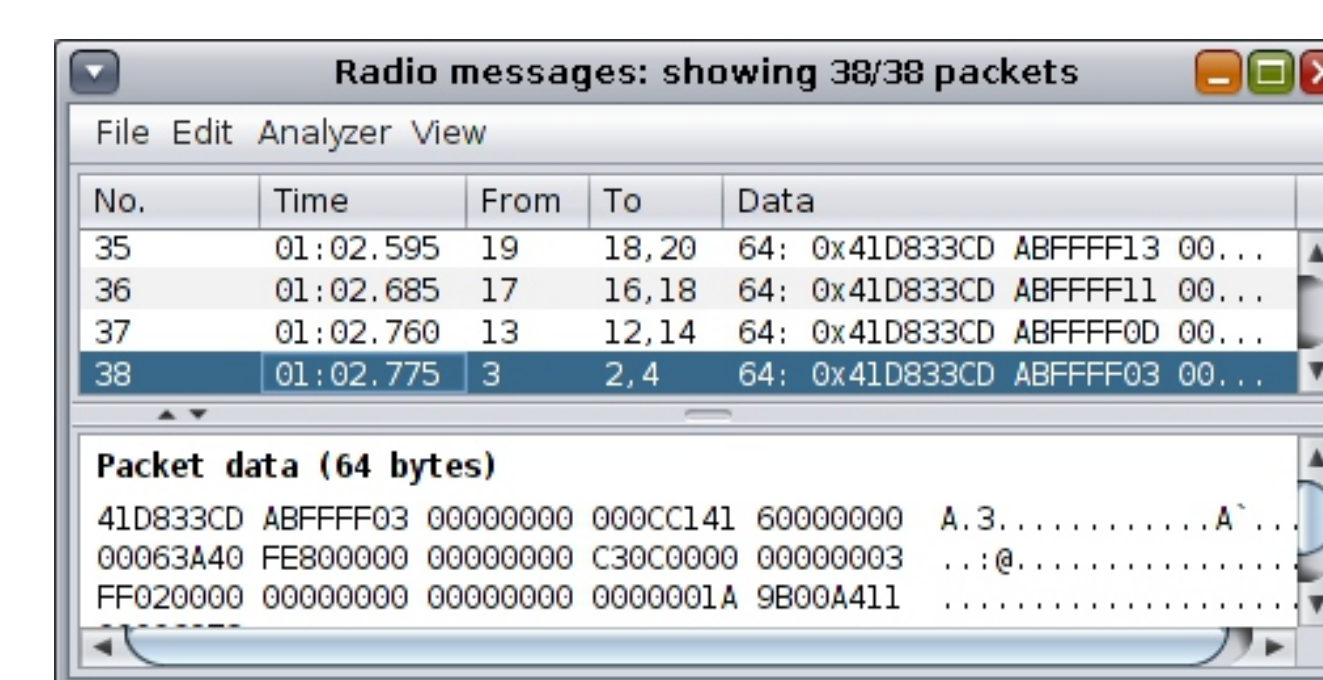 Radio messages: showing 38/38 packets
File Edit Analyzer View
No. Time From To Data
35 01:02.595 19 18,20 64: 0x41D833CD ABFFFF13 00...
36 01:02.685 17 16,18 64: 0x41D833CD ABFFFF11 00...
37 01:02.760 13 12,14 64: 0x41D833CD ABFFFF0D 00...
38 01:02.775 3 2,4 64: 0x41D833CD ABFFFF03 00...
Packet data (64 bytes)
41D833CD ABFFFF03 00000000 000CC141 60000000 A.3............A`...
00063A40 FE800000 00000000 C30C0000 00000003 ..:@................
FF020000 00000000 00000000 0000001A 9B00A411 ....................